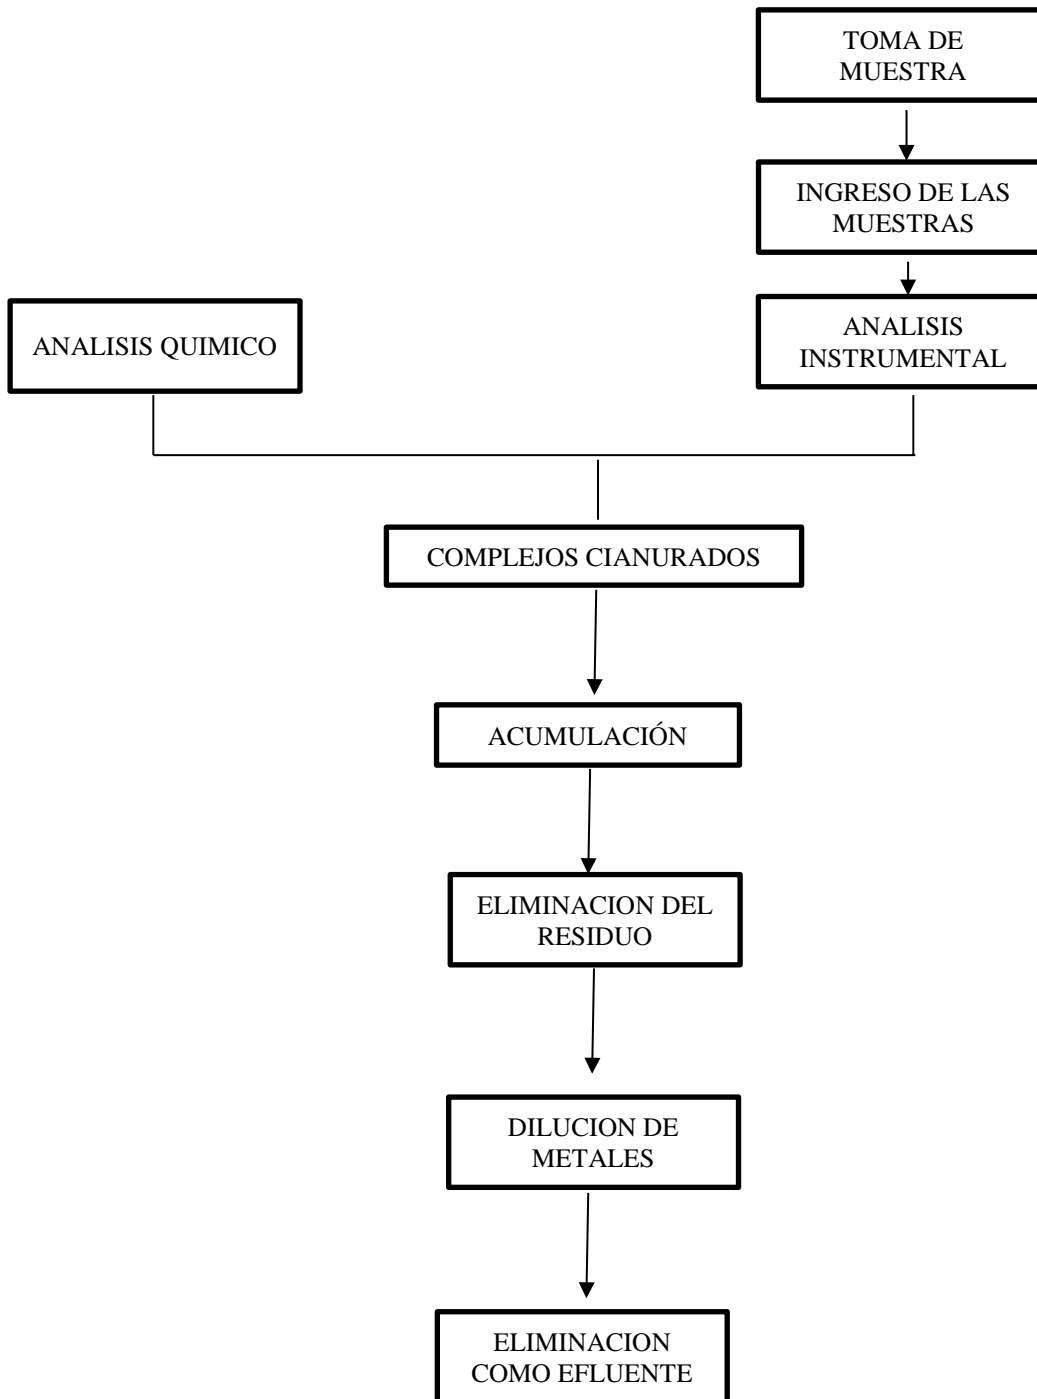 TOMA DE
MUESTRA
INGRESO DE LAS
MUESTRAS
ANALISIS QUIMICO
ANALISIS
INSTRUMENTAL
COMPLEJOS CIANURADOS
ACUMULACIÓN
ELIMINACION DEL
RESIDUO
DILUCION DE
METALES
ELIMINACION
COMO EFLUENTE